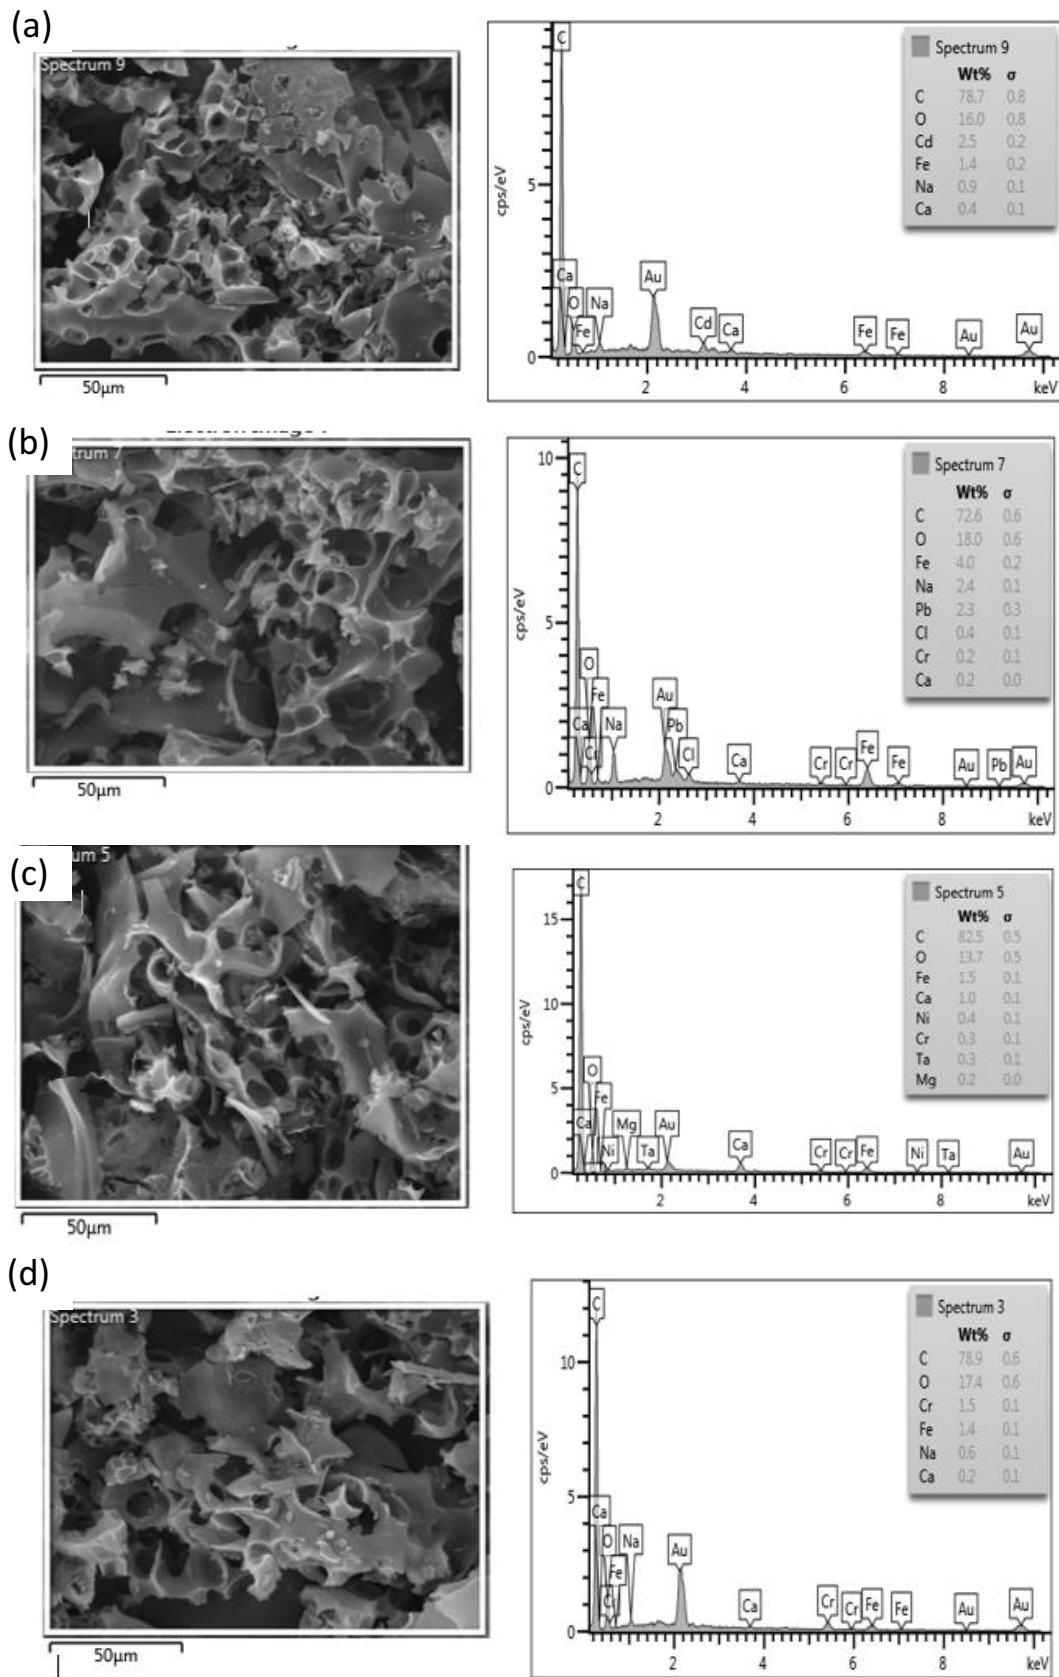 (a)
Spectrum 9
50µm
cps/eV
5
0
2
4
6
8
keV
C
Ca
O
Fe
Na
Au
Cd
Ca
Fe
Fe
Au
Au
Spectrum 9
Wt% σ
C 78.7 0.8
O 16.0 0.8
Cd 2.5 0.2
Fe 1.4 0.2
Na 0.9 0.1
Ca 0.4 0.1
(b)
trum 7
50µm
cps/eV
10
5
0
2
4
6
8
keV
C
O
Fe
Ca
Na
Au
Pb
Cl
Ca
Cr
Cr
Fe
Fe
Au
Pb
Au
Spectrum 7
Wt% σ
C 72.6 0.6
O 18.0 0.6
Fe 4.0 0.2
Na 2.4 0.1
Pb 2.3 0.3
Cl 0.4 0.1
Cr 0.2 0.1
Ca 0.2 0.0
(c)
um 5
50µm
cps/eV
15
10
5
0
2
4
6
8
keV
C
O
Fe
Ca
Ni
Mg
Ta
Au
Ca
Cr
Cr
Fe
Ni
Ta
Au
Spectrum 5
Wt% σ
C 82.5 0.5
O 13.7 0.5
Fe 1.5 0.1
Ca 1.0 0.1
Ni 0.4 0.1
Cr 0.3 0.1
Ta 0.3 0.1
Mg 0.2 0.0
(d)
Spectrum 3
50µm
cps/eV
10
5
0
2
4
6
8
keV
C
Ca
O
Fe
Cr
Na
Au
Ca
Cr
Cr
Fe
Fe
Au
Au
Spectrum 3
Wt% σ
C 78.9 0.6
O 17.4 0.6
Cr 1.5 0.1
Fe 1.4 0.1
Na 0.6 0.1
Ca 0.2 0.1